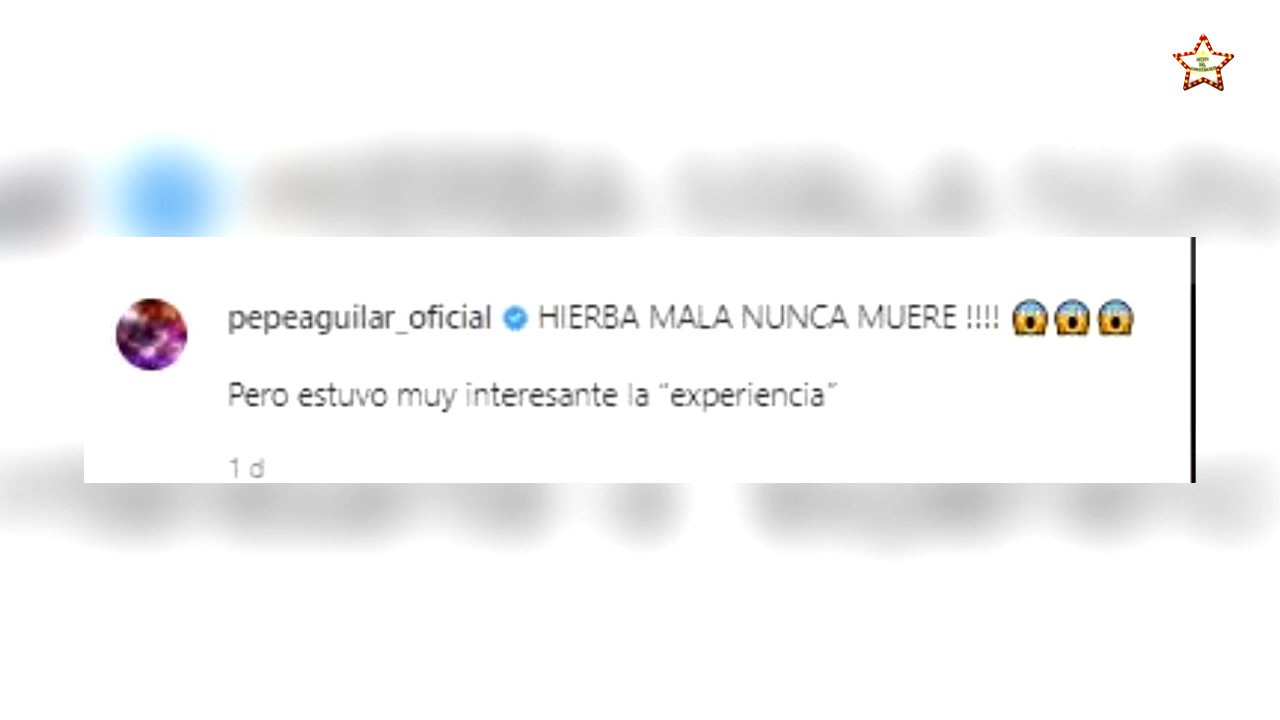 pepeaguilar_oficial HIERBA MALA NUNCA MUERE !!!! 😱😱😱
Pero estuvo muy interesante la “experiencia”
1 d